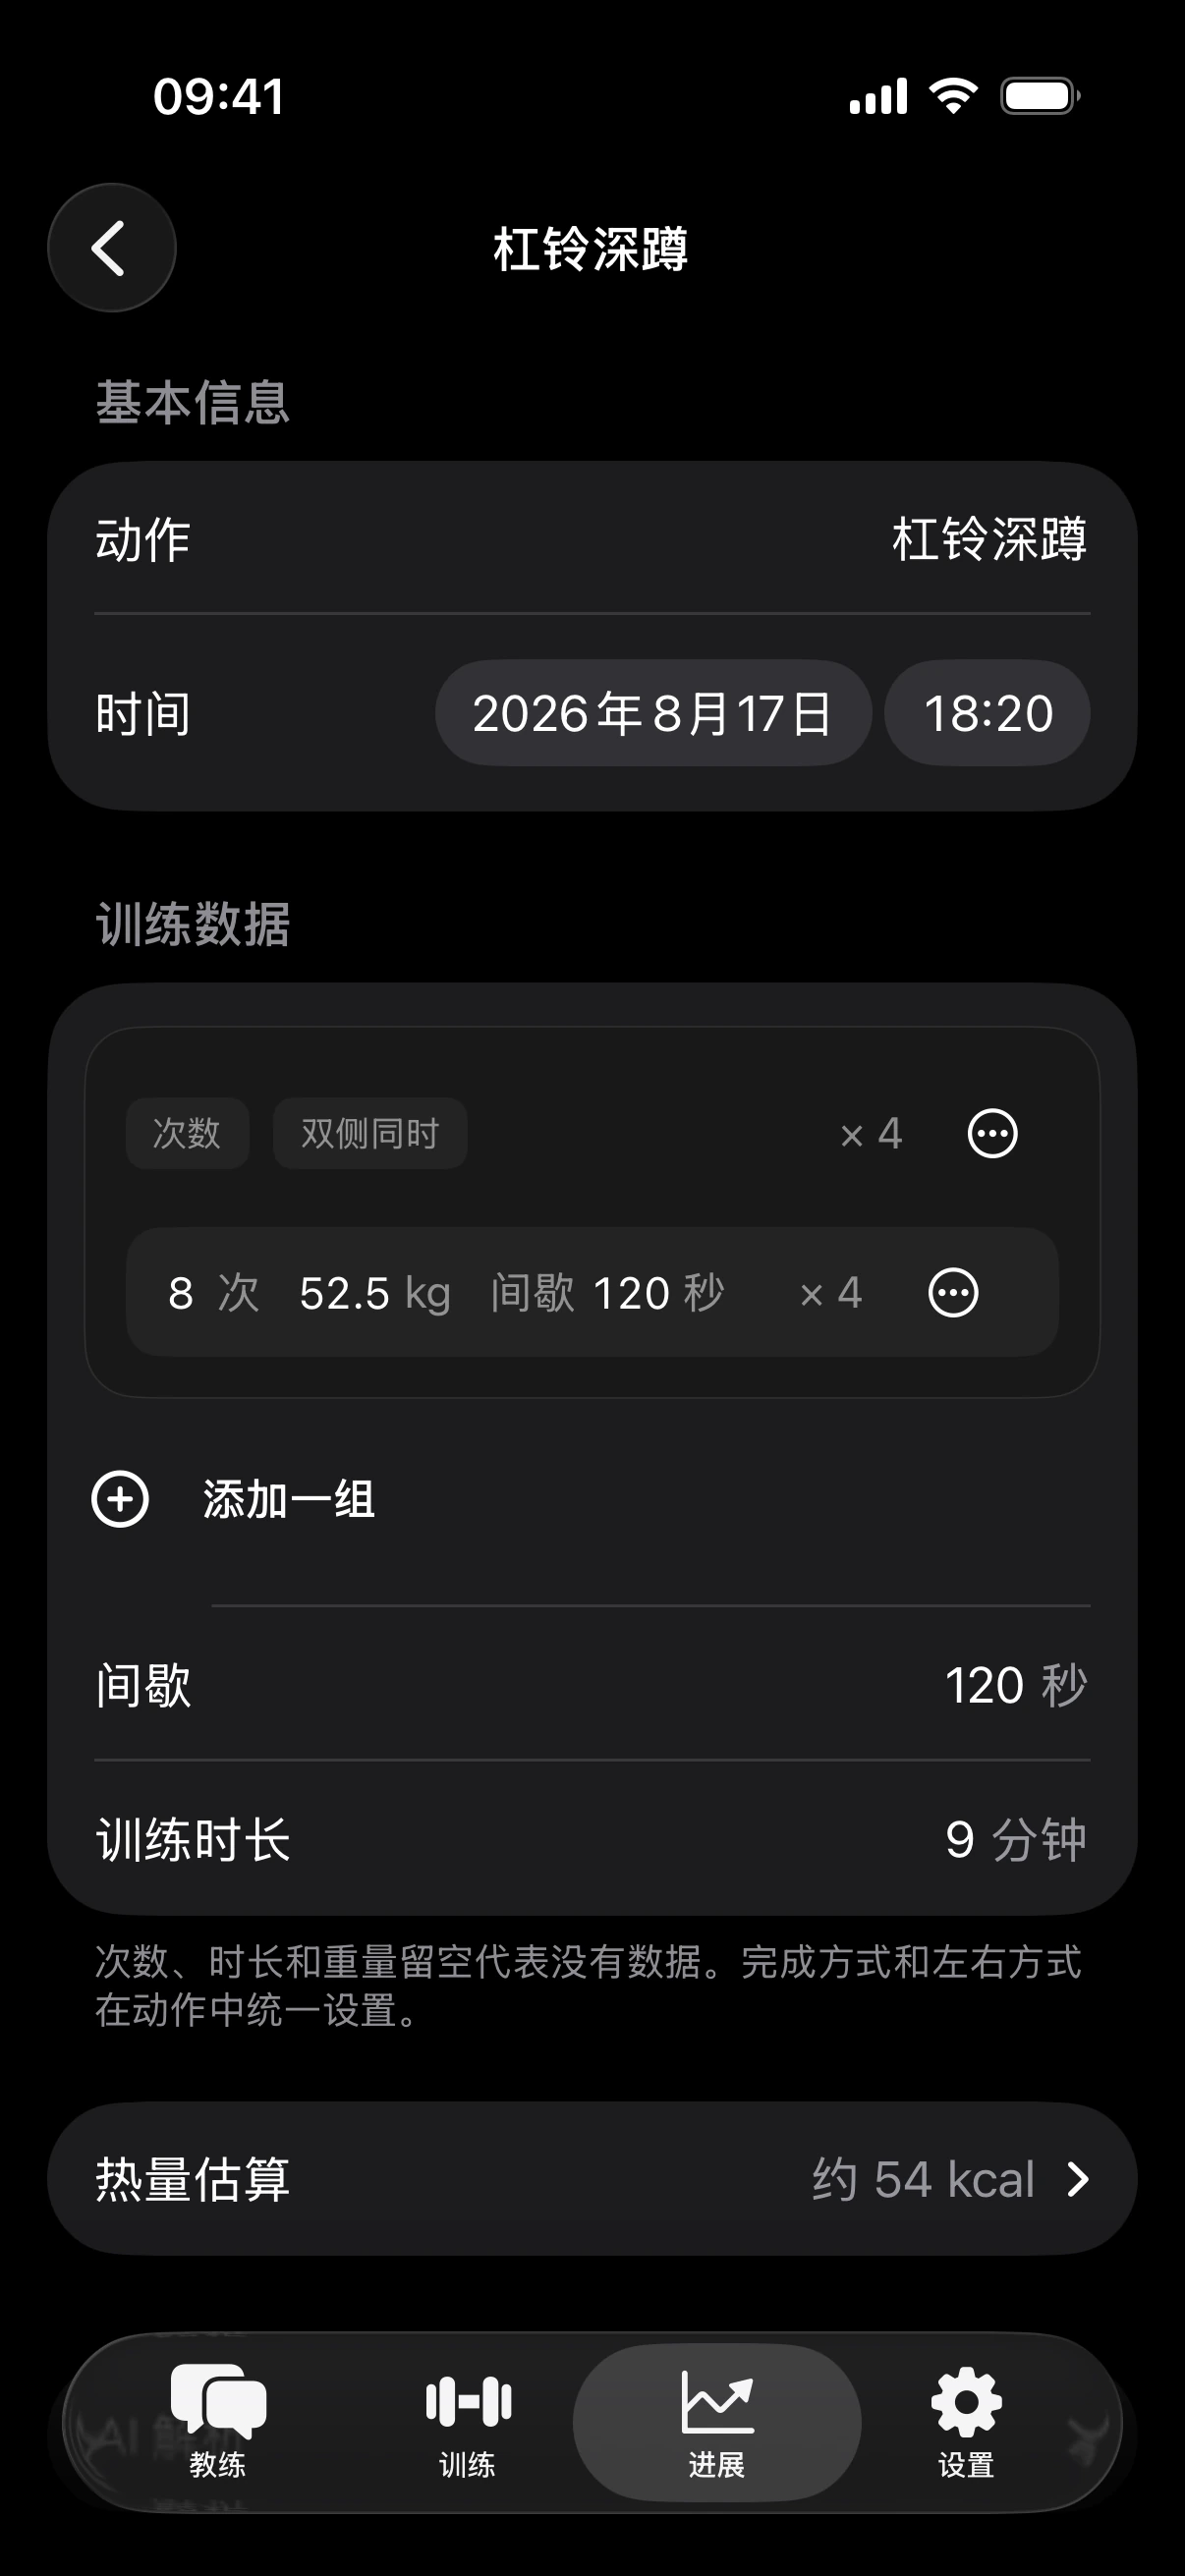 09:41
杠铃深蹲
基本信息
动作 杠铃深蹲
时间 2026年8月17日 18:20
训练数据
次数 双侧同时 × 4
8 次 52.5 kg 间歇 120 秒 × 4
添加一组
间歇 120 秒
训练时长 9 分钟
次数、时长和重量留空代表没有数据。完成方式和左右方式
在动作中统一设置。
热量估算 约 54 kcal
教练 训练 进展 设置